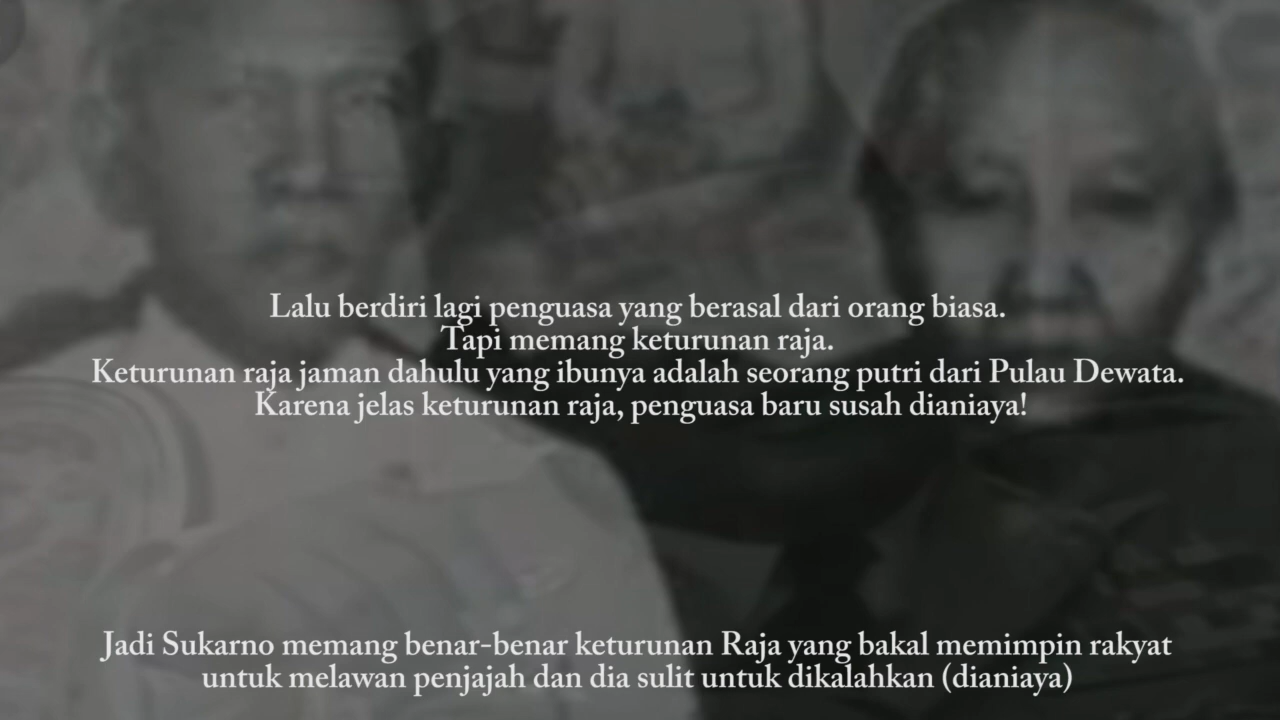 Lalu berdiri lagi penguasa yang berasal dari orang biasa.
Tapi memang keturunan raja.
Keturunan raja jaman dahulu yang ibunya adalah seorang putri dari Pulau Dewata.
Karena jelas keturunan raja, penguasa baru susah dianiaya!
Jadi Sukarno memang benar-benar keturunan Raja yang bakal memimpin rakyat
untuk melawan penjajah dan dia sulit untuk dikalahkan (dianiaya)